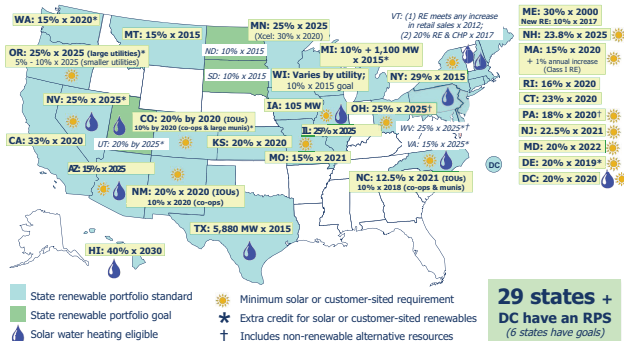 WA: 15% x 2020*
MT: 15% x 2015
MN: 25% x 2025
(Xcel: 30% x 2020)
VT: (1) RE meets any increase
in retail sales x 2012;
(2) 20% RE & CHP x 2017
ME: 30% x 2000
New RE: 10% x 2017
OR: 25% x 2025 (large utilities)*
5% - 10% x 2025 (smaller utilities)
ND: 10% x 2015
MI: 10% + 1,100 MW
x 2015*
NH: 23.8% x 2025
MA: 15% x 2020
+ 1% annual increase
(Class I RE)
SD: 10% x 2015
WI: Varies by utility;
10% x 2015 goal
NY: 29% x 2015
RI: 16% x 2020
CT: 23% x 2020
NV: 25% x 2025*
IA: 105 MW
OH: 25% x 2025†
PA: 18% x 2020†
CO: 20% by 2020 (IOUs)
10% by 2020 (co-ops & large munis)*
IL: 25% x 2025
WV: 25% x 2025*†
NJ: 22.5% x 2021
CA: 33% x 2020
UT: 20% by 2025*
KS: 20% x 2020
VA: 15% x 2025*
MD: 20% x 2022
MO: 15% x 2021
DE: 20% x 2019*
AZ: 15% x 2025
DC
DC: 20% x 2020
NM: 20% x 2020 (IOUs)
10% x 2020 (co-ops)
NC: 12.5% x 2021 (IOUs)
10% x 2018 (co-ops & munis)
TX: 5,880 MW x 2015
HI: 40% x 2030
State renewable portfolio standard
State renewable portfolio goal
Solar water heating eligible
Minimum solar or customer-sited requirement
* Extra credit for solar or customer-sited renewables
† Includes non-renewable alternative resources
29 states +
DC have an RPS
(6 states have goals)